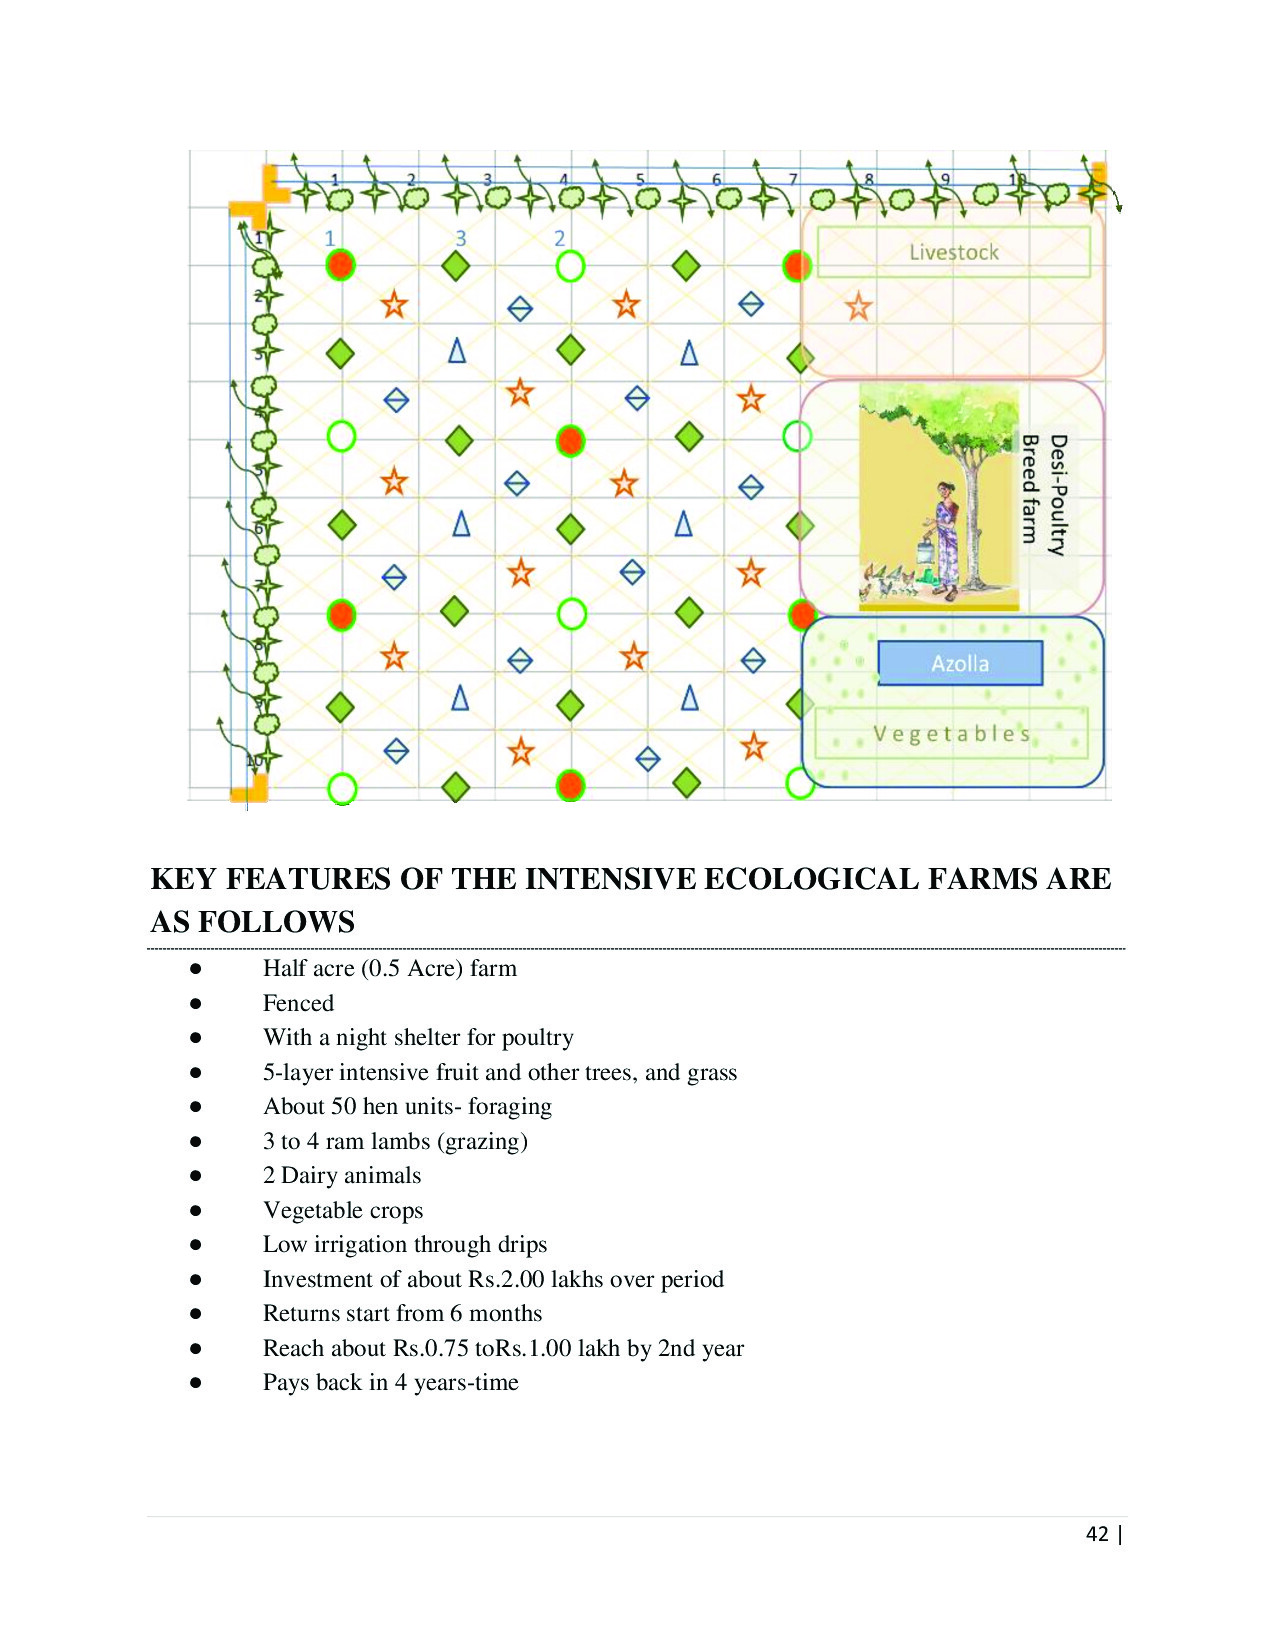 1 2 3 4 5 6 7 8 9 10
1 3 2
1
2
3
4
5
6
7
8
9
10
Livestock
Desi-Poultry
Breed farm
Azolla
Vegetables
KEY FEATURES OF THE INTENSIVE ECOLOGICAL FARMS ARE
AS FOLLOWS
● Half acre (0.5 Acre) farm
● Fenced
● With a night shelter for poultry
● 5-layer intensive fruit and other trees, and grass
● About 50 hen units- foraging
● 3 to 4 ram lambs (grazing)
● 2 Dairy animals
● Vegetable crops
● Low irrigation through drips
● Investment of about Rs.2.00 lakhs over period
● Returns start from 6 months
● Reach about Rs.0.75 toRs.1.00 lakh by 2nd year
● Pays back in 4 years-time
42 |